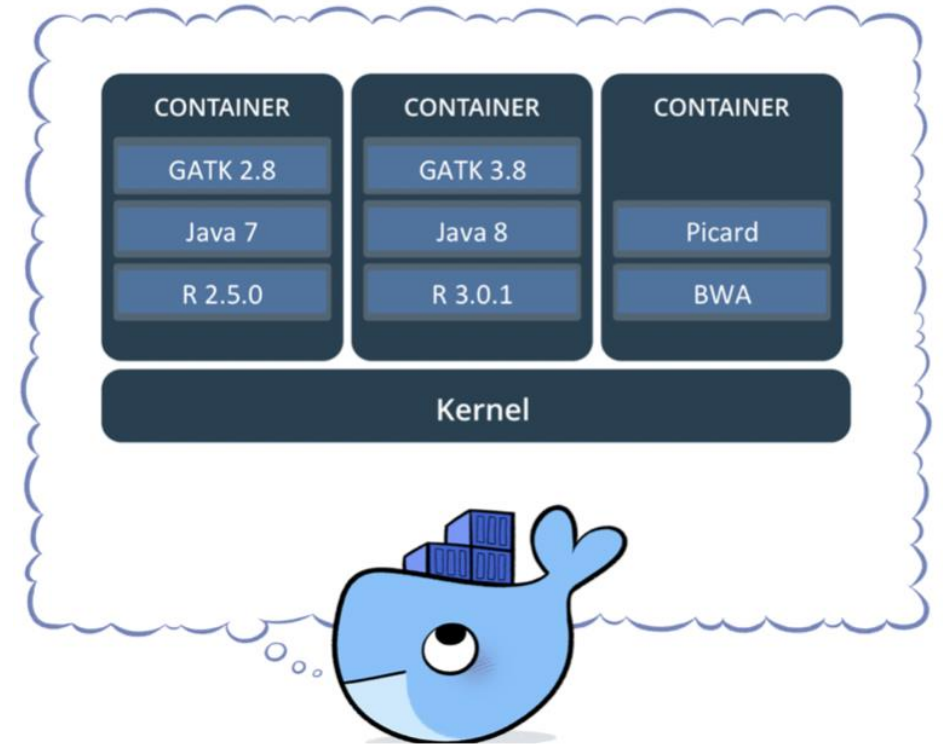 CONTAINER
GATK 2.8
Java 7
R 2.5.0
CONTAINER
GATK 3.8
Java 8
R 3.0.1
CONTAINER
Picard
BWA
Kernel